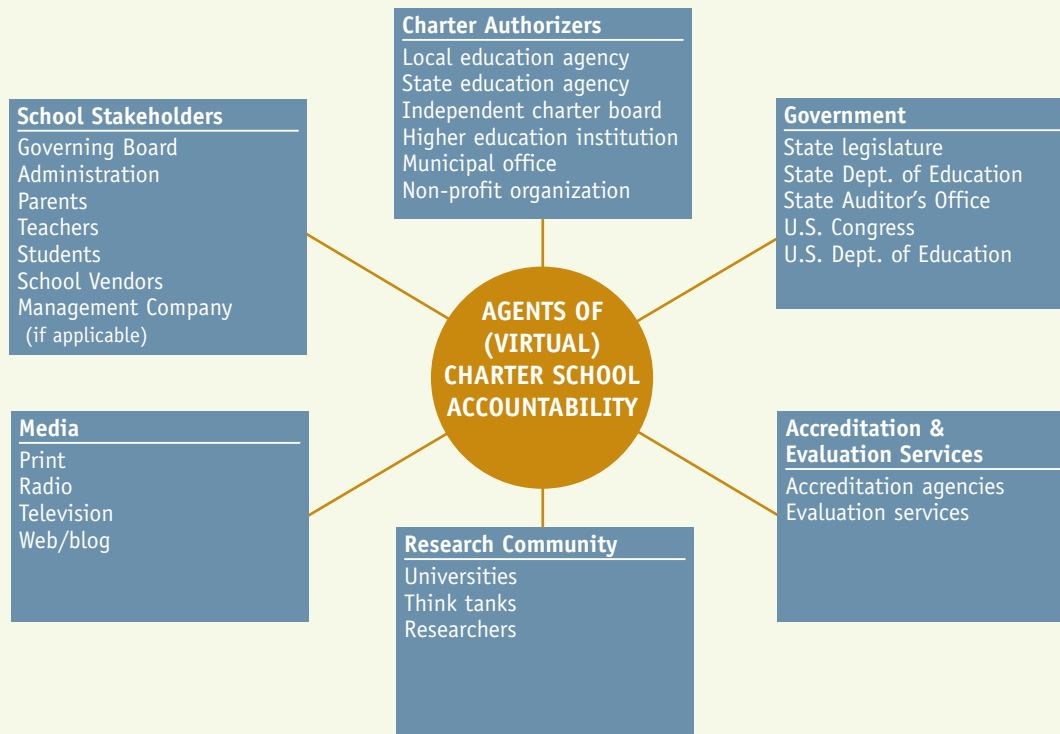 Charter Authorizers
Local education agency
State education agency
Independent charter board
Higher education institution
Municipal office
Non-profit organization
School Stakeholders
Governing Board
Administration
Parents
Teachers
Students
School Vendors
Management Company
(if applicable)
Government
State legislature
State Dept. of Education
State Auditor's Office
U.S. Congress
U.S. Dept. of Education
AGENTS OF
(VIRTUAL)
CHARTER SCHOOL
ACCOUNTABILITY
Media
Print
Radio
Television
Web/blog
Accreditation &
Evaluation Services
Accreditation agencies
Evaluation services
Research Community
Universities
Think tanks
Researchers